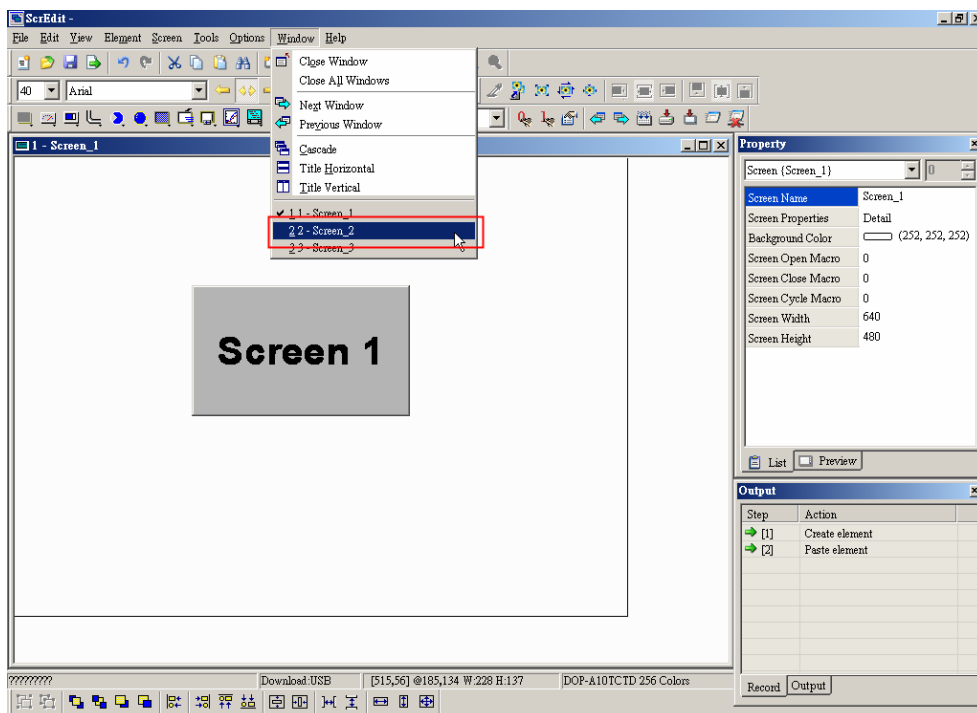 ScrEdit -
File Edit View Element Screen Tools Options Window Help
Close Window
Close All Windows
40 Arial
Next Window
Previous Window
1 - Screen_1
Cascade
Title Horizontal
Title Vertical
✔ 1 1 - Screen_1
2 2 - Screen_2
2 3 - Screen_3
Screen 1
Property
Screen {Screen_1} 0
Screen Name Screen_1
Screen Properties Detail
Background Color (252, 252, 252)
Screen Open Macro 0
Screen Close Macro 0
Screen Cycle Macro 0
Screen Width 640
Screen Height 480
List Preview
Output
Step Action
[1] Create element
[2] Paste element
Record Output
????????? Download:USB [515,56] @185,134 W:228 H:137 DOP-A10TCTD 256 Colors